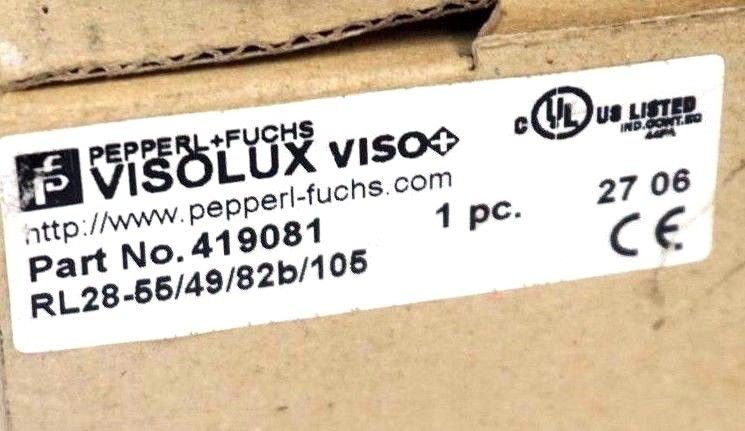 PEPPERL+FUCHS
VISOLUX VISO+
http://www.pepperl-fuchs.com
Part No. 419081
RL28-55/49/82b/105
1 pc.
C UL US LISTED
IND.CONT.EQ
44PA
27 06
CE